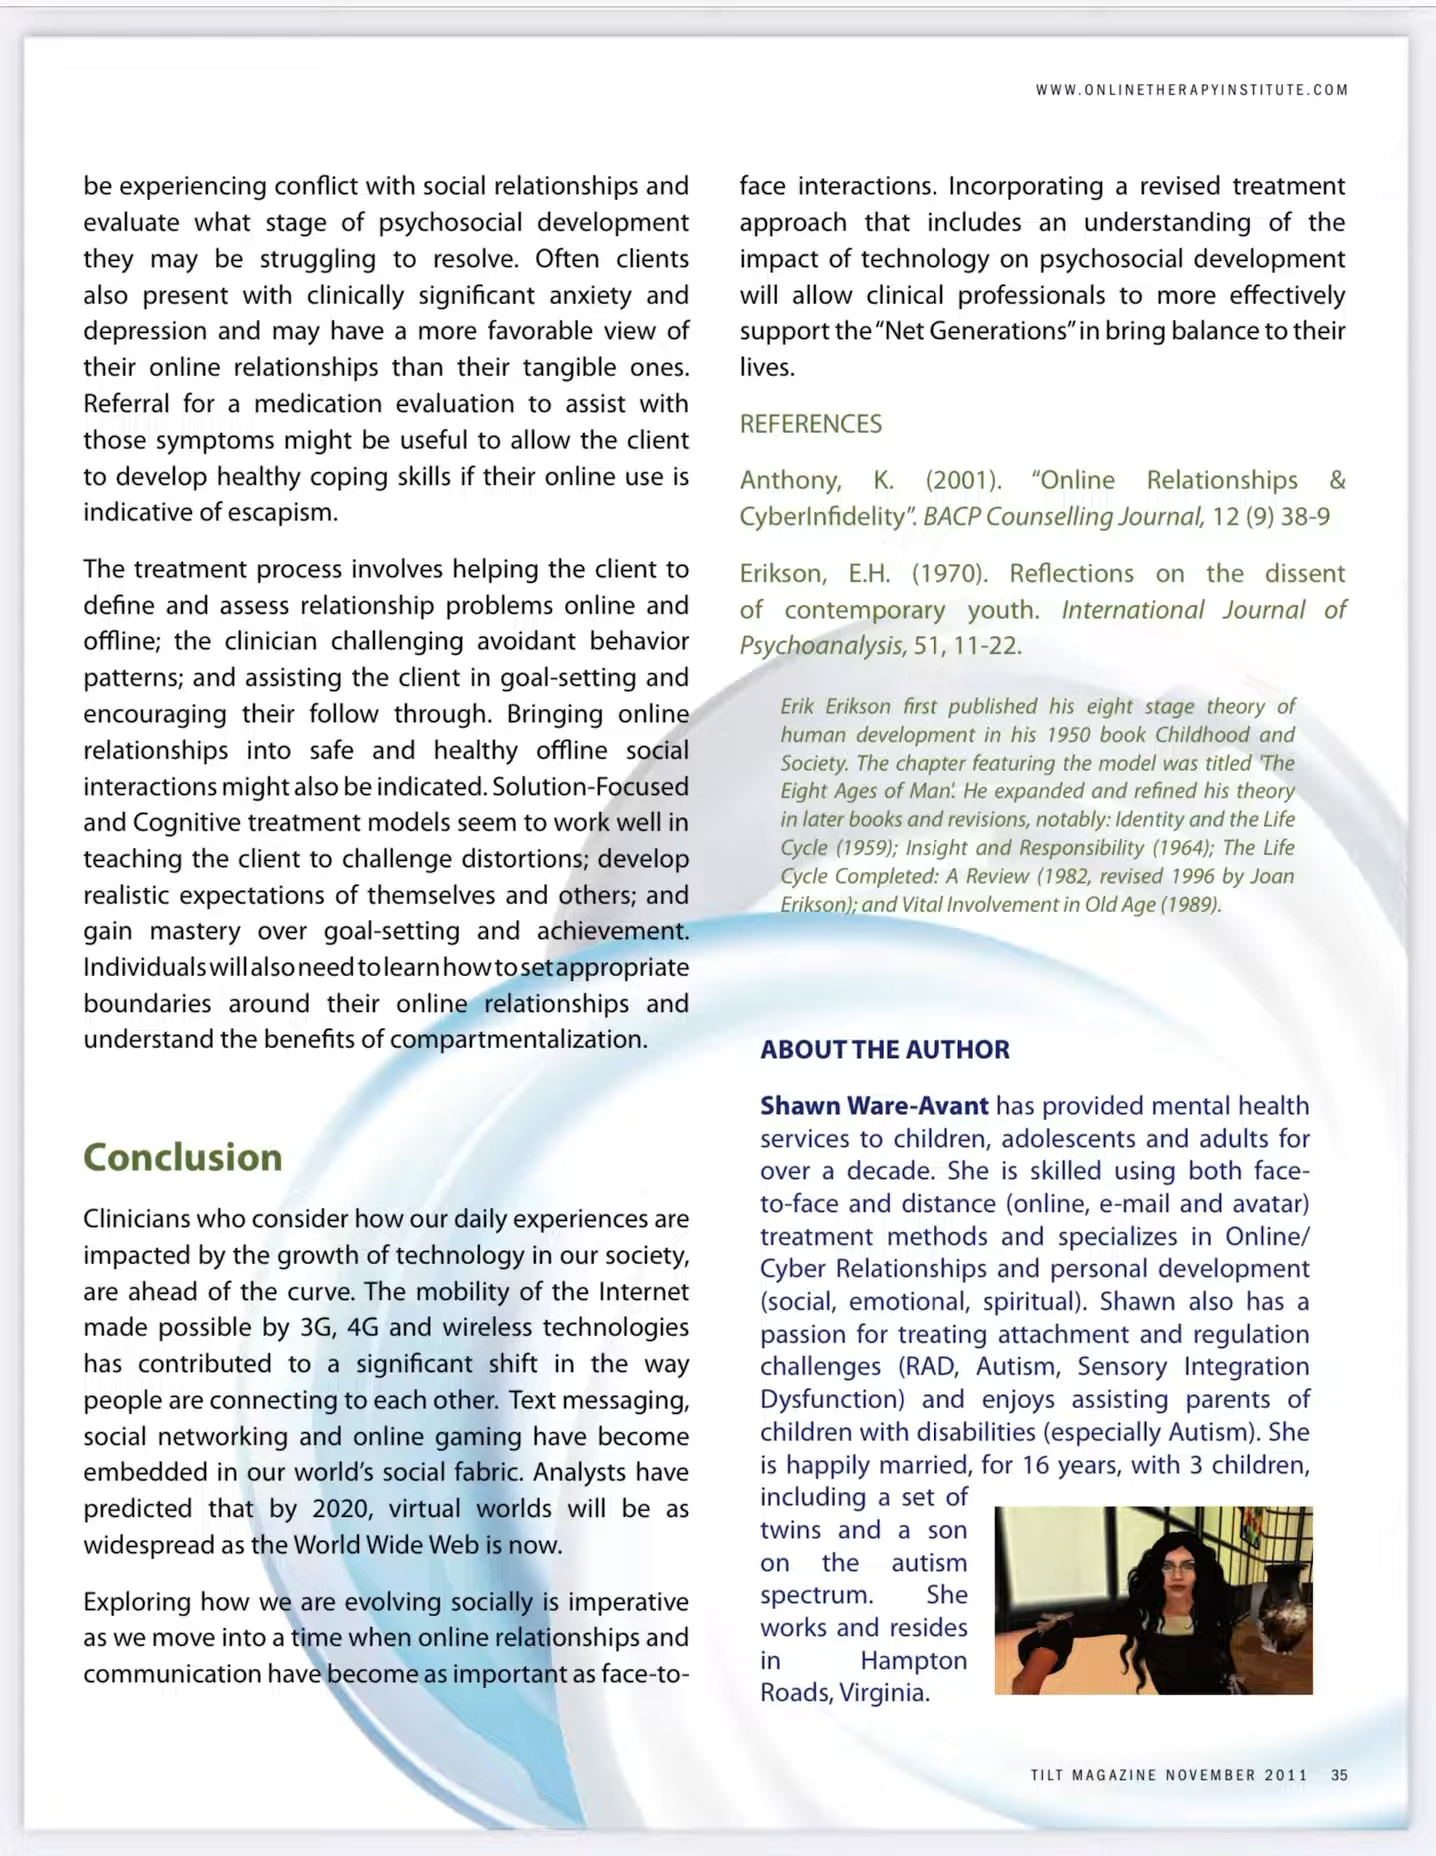 WWW.ONLINETHERAPYINSTITUTE.COM
be experiencing conflict with social relationships and
evaluate what stage of psychosocial development
they may be struggling to resolve. Often clients
also present with clinically significant anxiety and
depression and may have a more favorable view of
their online relationships than their tangible ones.
Referral for a medication evaluation to assist with
those symptoms might be useful to allow the client
to develop healthy coping skills if their online use is
indicative of escapism.
The treatment process involves helping the client to
define and assess relationship problems online and
offline; the clinician challenging avoidant behavior
patterns; and assisting the client in goal-setting and
encouraging their follow through. Bringing online
relationships into safe and healthy offline social
interactions might also be indicated. Solution-Focused
and Cognitive treatment models seem to work well in
teaching the client to challenge distortions; develop
realistic expectations of themselves and others; and
gain mastery over goal-setting and achievement.
Individuals will also need to learn how to set appropriate
boundaries around their online relationships and
understand the benefits of compartmentalization.
Conclusion
Clinicians who consider how our daily experiences are
impacted by the growth of technology in our society,
are ahead of the curve. The mobility of the Internet
made possible by 3G, 4G and wireless technologies
has contributed to a significant shift in the way
people are connecting to each other. Text messaging,
social networking and online gaming have become
embedded in our world’s social fabric. Analysts have
predicted that by 2020, virtual worlds will be as
widespread as the World Wide Web is now.
Exploring how we are evolving socially is imperative
as we move into a time when online relationships and
communication have become as important as face-to-
face interactions. Incorporating a revised treatment
approach that includes an understanding of the
impact of technology on psychosocial development
will allow clinical professionals to more effectively
support the “Net Generations” in bring balance to their
lives.
REFERENCES
Anthony, K. (2001). “Online Relationships &
CyberInfidelity”. BACP Counselling Journal, 12 (9) 38-9
Erikson, E.H. (1970). Reflections on the dissent
of contemporary youth. International Journal of
Psychoanalysis, 51, 11-22.
Erik Erikson first published his eight stage theory of
human development in his 1950 book Childhood and
Society. The chapter featuring the model was titled 'The
Eight Ages of Man'. He expanded and refined his theory
in later books and revisions, notably: Identity and the Life
Cycle (1959); Insight and Responsibility (1964); The Life
Cycle Completed: A Review (1982, revised 1996 by Joan
Erikson); and Vital Involvement in Old Age (1989).
ABOUT THE AUTHOR
Shawn Ware-Avant has provided mental health
services to children, adolescents and adults for
over a decade. She is skilled using both face-
to-face and distance (online, e-mail and avatar)
treatment methods and specializes in Online/
Cyber Relationships and personal development
(social, emotional, spiritual). Shawn also has a
passion for treating attachment and regulation
challenges (RAD, Autism, Sensory Integration
Dysfunction) and enjoys assisting parents of
children with disabilities (especially Autism). She
is happily married, for 16 years, with 3 children,
including a set of
twins and a son
on the autism
spectrum. She
works and resides
in Hampton
Roads, Virginia.
TILT MAGAZINE NOVEMBER 2011 35